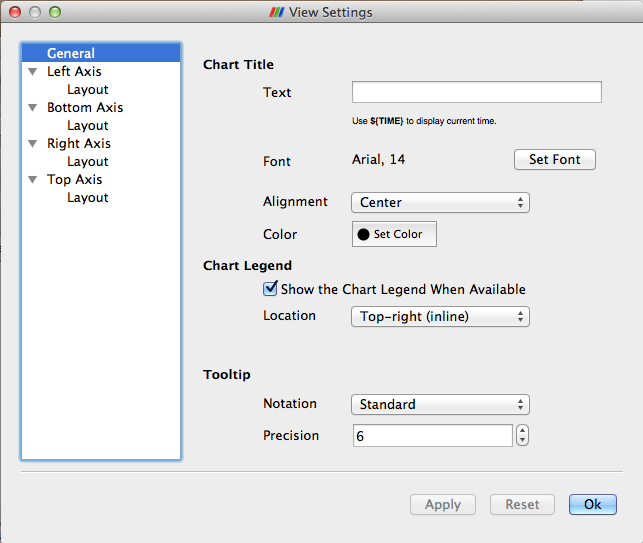 View Settings
General
Left Axis
Layout
Bottom Axis
Layout
Right Axis
Layout
Top Axis
Layout
Chart Title
Text
Use ${TIME} to display current time.
Font Arial, 14 Set Font
Alignment Center
Color Set Color
Chart Legend
Show the Chart Legend When Available
Location Top-right (inline)
Tooltip
Notation Standard
Precision 6
Apply Reset Ok